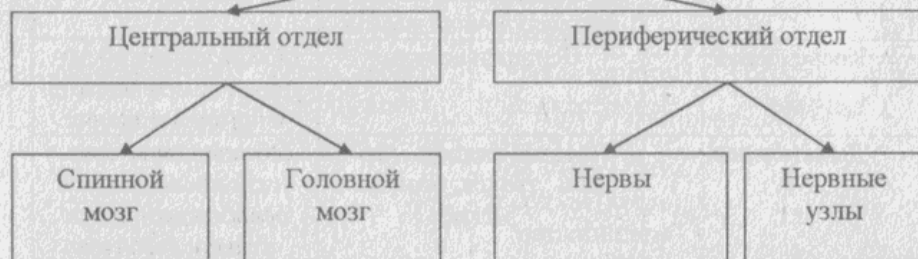 Центральный отдел
Периферический отдел
Спинной
мозг
Головной
мозг
Нервы
Нервные
узлы